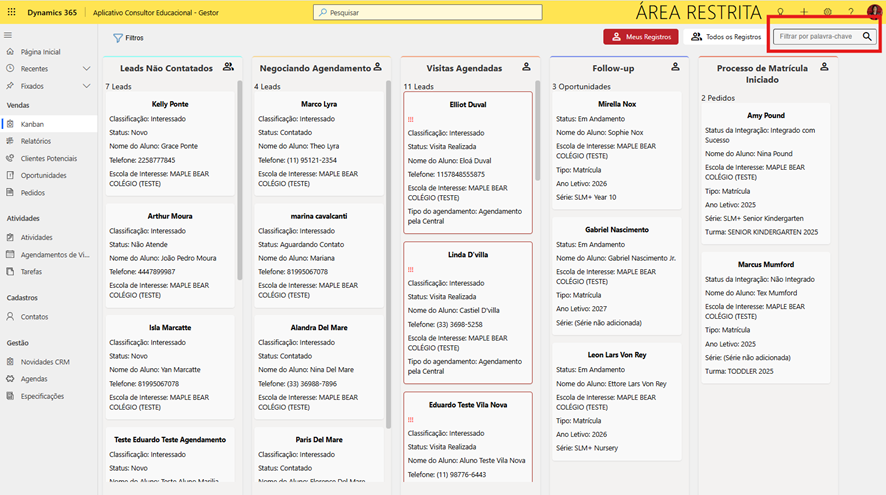 Dynamics 365
Aplicativo Consultor Educacional - Gestor
Pesquisar
ÁREA RESTRITA
Filtros
Meus Registros
Todos os Registros
Filtrar por palavra-chave
Página Inicial
Recentes
Fixados
Vendas
Kanban
Relatórios
Clientes Potenciais
Oportunidades
Pedidos
Atividades
Atividades
Agendamentos de Vi...
Tarefas
Cadastros
Contatos
Gestão
Novidades CRM
Agendas
Especificações
Leads Não Contatados
7 Leads
Kelly Ponte
Classificação: Interessado
Status: Novo
Nome do Aluno: Grace Ponte
Telefone: 2258777845
Escola de Interesse: MAPLE BEAR
COLÉGIO (TESTE)
Arthur Moura
Classificação: Interessado
Status: Não Atende
Nome do Aluno: João Pedro Moura
Telefone: 4447899987
Escola de Interesse: MAPLE BEAR
COLÉGIO (TESTE)
Isla Marcatte
Classificação: Interessado
Status: Novo
Nome do Aluno: Yan Marcatte
Telefone: 81995067078
Escola de Interesse: MAPLE BEAR
COLÉGIO (TESTE)
Teste Eduardo Teste Agendamento
Classificação: Interessado
Status: Novo
Nome do Aluno: Teste Aluno Marilia
Negociando Agendamento
4 Leads
Marco Lyra
Classificação: Interessado
Status: Contatado
Nome do Aluno: Theo Lyra
Telefone: (11) 95121-2354
Escola de Interesse: MAPLE BEAR
COLÉGIO (TESTE)
marina cavalcanti
Classificação: Interessado
Status: Aguardando Contato
Nome do Aluno: Mariana
Telefone: 81995067078
Escola de Interesse: MAPLE BEAR
COLÉGIO (TESTE)
Alandra Del Mare
Classificação: Interessado
Status: Contatado
Nome do Aluno: Nina Del Mare
Telefone: (33) 36988-7896
Escola de Interesse: MAPLE BEAR
COLÉGIO (TESTE)
Paris Del Mare
Classificação: Interessado
Status: Contatado
Nome do Aluno: Florence Del Mare
Visitas Agendadas
11 Leads
Elliot Duval
!!!
Classificação: Interessado
Status: Visita Realizada
Nome do Aluno: Eloá Duval
Telefone: 1157848555875
Escola de Interesse: MAPLE BEAR
COLÉGIO (TESTE)
Tipo do agendamento: Agendamento
pela Central
Linda D'villa
!!!
Classificação: Interessado
Status: Visita Realizada
Nome do Aluno: Castiel D'villa
Telefone: (33) 3698-5258
Escola de Interesse: MAPLE BEAR
COLÉGIO (TESTE)
Tipo do agendamento: Agendamento
pela Central
Eduardo Teste Vila Nova
!!!
Classificação: Interessado
Status: Visita Realizada
Nome do Aluno: Aluno Teste Vila Nova
Telefone: (11) 98776-6443
Follow-up
3 Oportunidades
Mirella Nox
Status: Em Andamento
Nome do Aluno: Sophie Nox
Escola de Interesse: MAPLE BEAR
COLÉGIO (TESTE)
Tipo: Matrícula
Ano Letivo: 2026
Série: SLM+ Year 10
Gabriel Nascimento
Status: Em Andamento
Nome do Aluno: Gabriel Nascimento Jr.
Escola de Interesse: MAPLE BEAR
COLÉGIO (TESTE)
Tipo: Matrícula
Ano Letivo: 2027
Série: (Série não adicionada)
Leon Lars Von Rey
Status: Em Andamento
Nome do Aluno: Ettore Lars Von Rey
Escola de Interesse: MAPLE BEAR
COLÉGIO (TESTE)
Tipo: Matrícula
Ano Letivo: 2026
Série: SLM+ Nursery
Processo de Matrícula
Iniciado
2 Pedidos
Amy Pound
Status da Integração: Integrado com
Sucesso
Nome do Aluno: Nina Pound
Escola de Interesse: MAPLE BEAR
COLÉGIO (TESTE)
Tipo: Matrícula
Ano Letivo: 2025
Série: SLM+ Senior Kindergarten
Turma: SENIOR KINDERGARTEN 2025
Marcus Mumford
Status da Integração: Não Integrado
Nome do Aluno: Tex Mumford
Escola de Interesse: MAPLE BEAR
COLÉGIO (TESTE)
Tipo: Matrícula
Ano Letivo: 2025
Série: (Série não adicionada)
Turma: TODDLER 2025